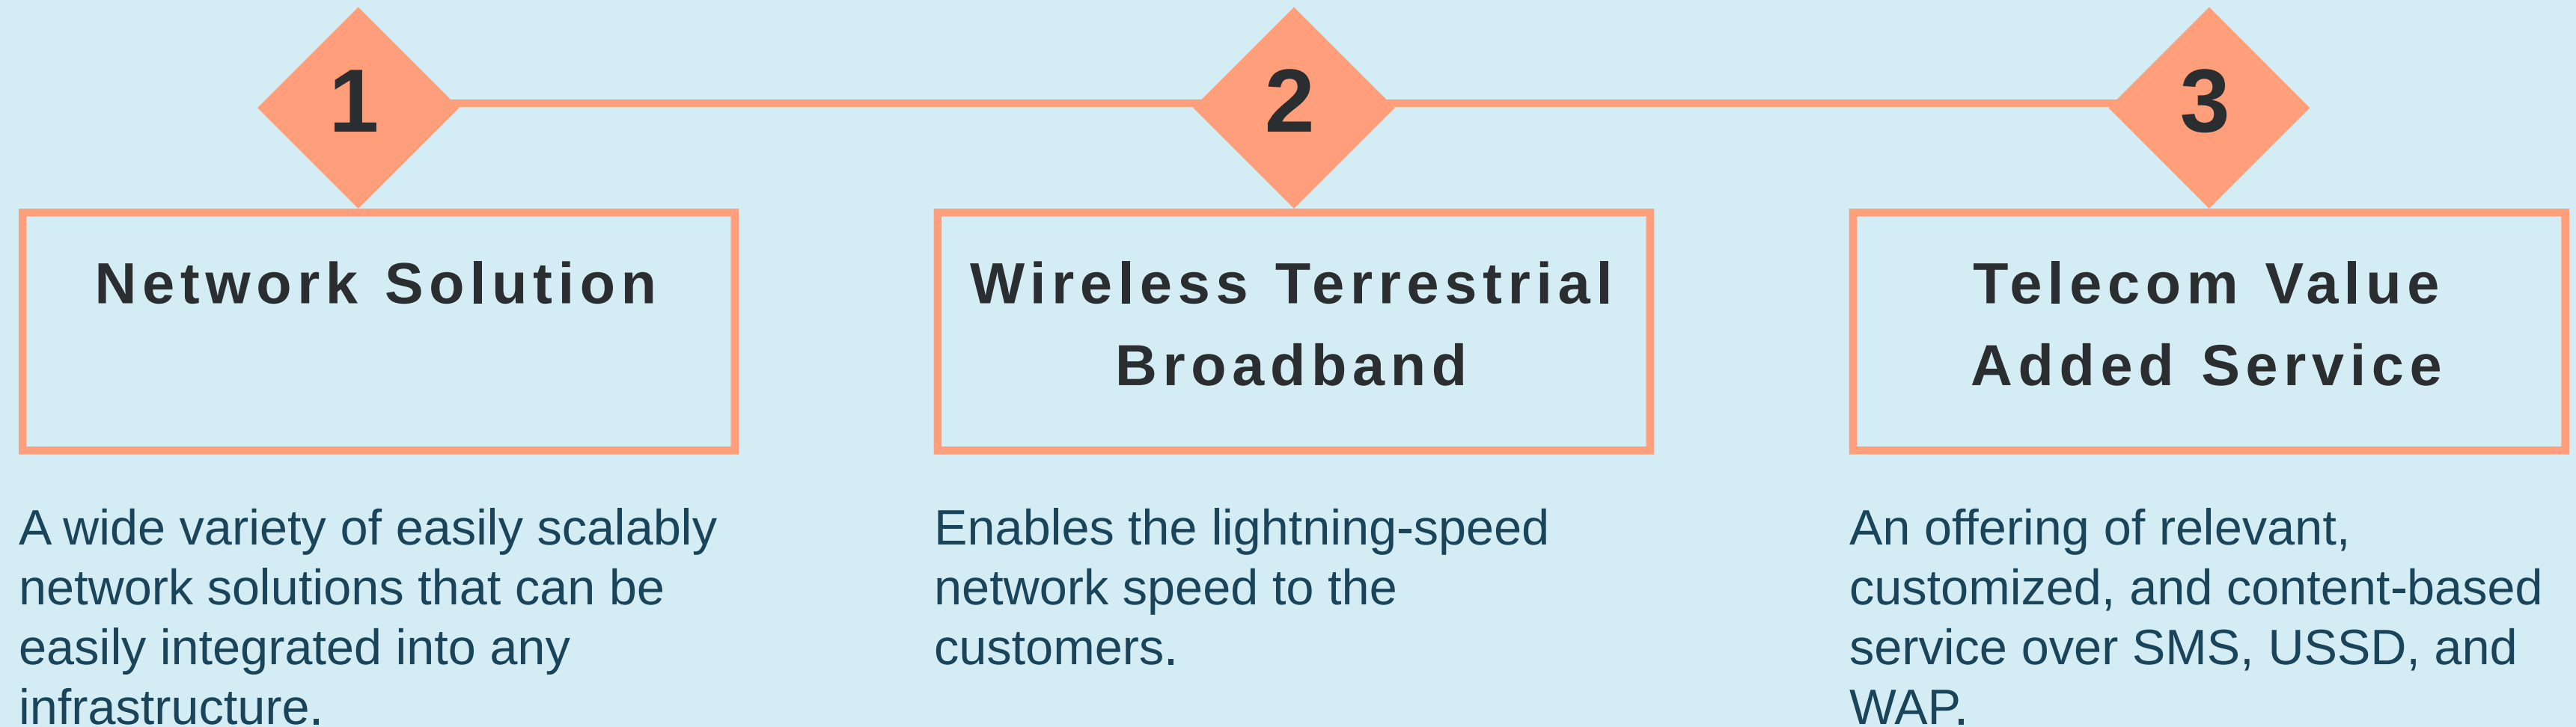 1
Network Solution
A wide variety of easily scalably
network solutions that can be
easily integrated into any
infrastructure.
2
Wireless Terrestrial
Broadband
Enables the lightning-speed
network speed to the
customers.
3
Telecom Value
Added Service
An offering of relevant,
customized, and content-based
service over SMS, USSD, and
WAP.